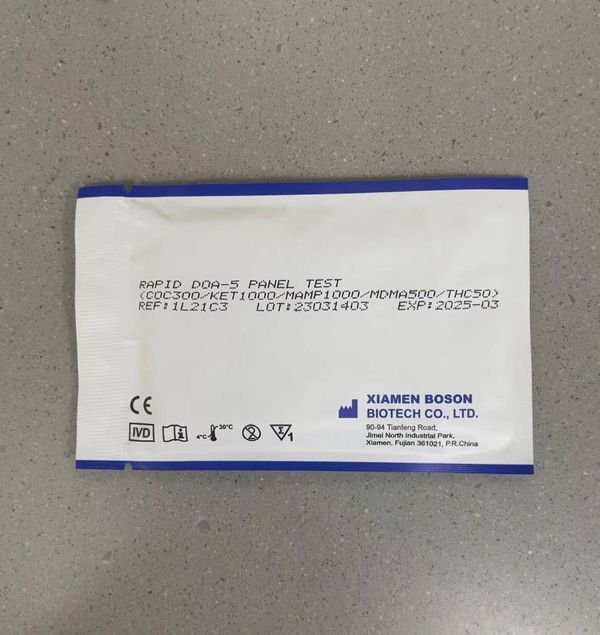 RAPID DOA-5 PANEL TEST
(COC300/KET1000/MAMP1000/MDMA500/THC50)
REF:1L21C3 LOT:23031403 EXP:2025-03
CE
IVD
i
4°C 30°C
2
Σ
1
XIAMEN BOSON
BIOTECH CO., LTD.
90-94 Tianfeng Road,
Jimei North Industrial Park,
Xiamen, Fujian 361021, P.R.China